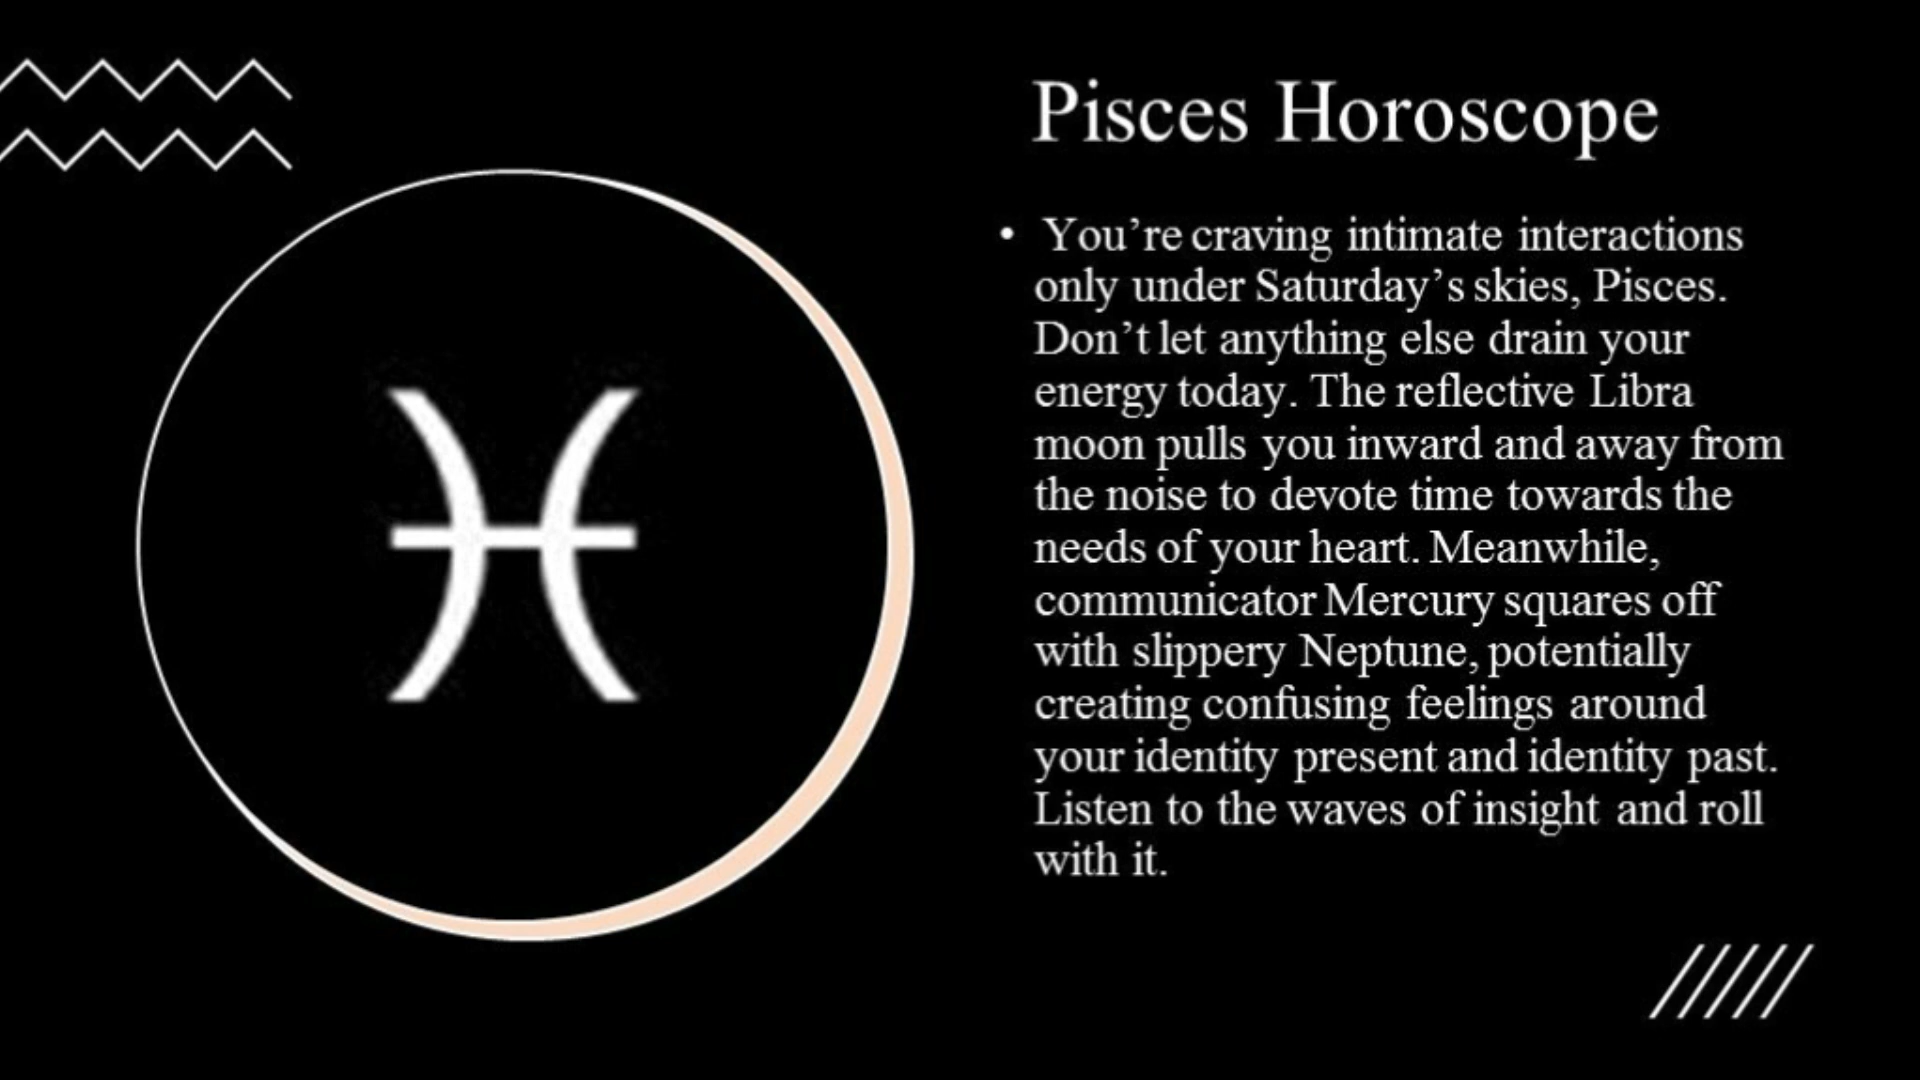 Pisces Horoscope
• You’re craving intimate interactions
only under Saturday’s skies, Pisces.
Don’t let anything else drain your
energy today. The reflective Libra
moon pulls you inward and away from
the noise to devote time towards the
needs of your heart. Meanwhile,
communicator Mercury squares off
with slippery Neptune, potentially
creating confusing feelings around
your identity present and identity past.
Listen to the waves of insight and roll
with it.